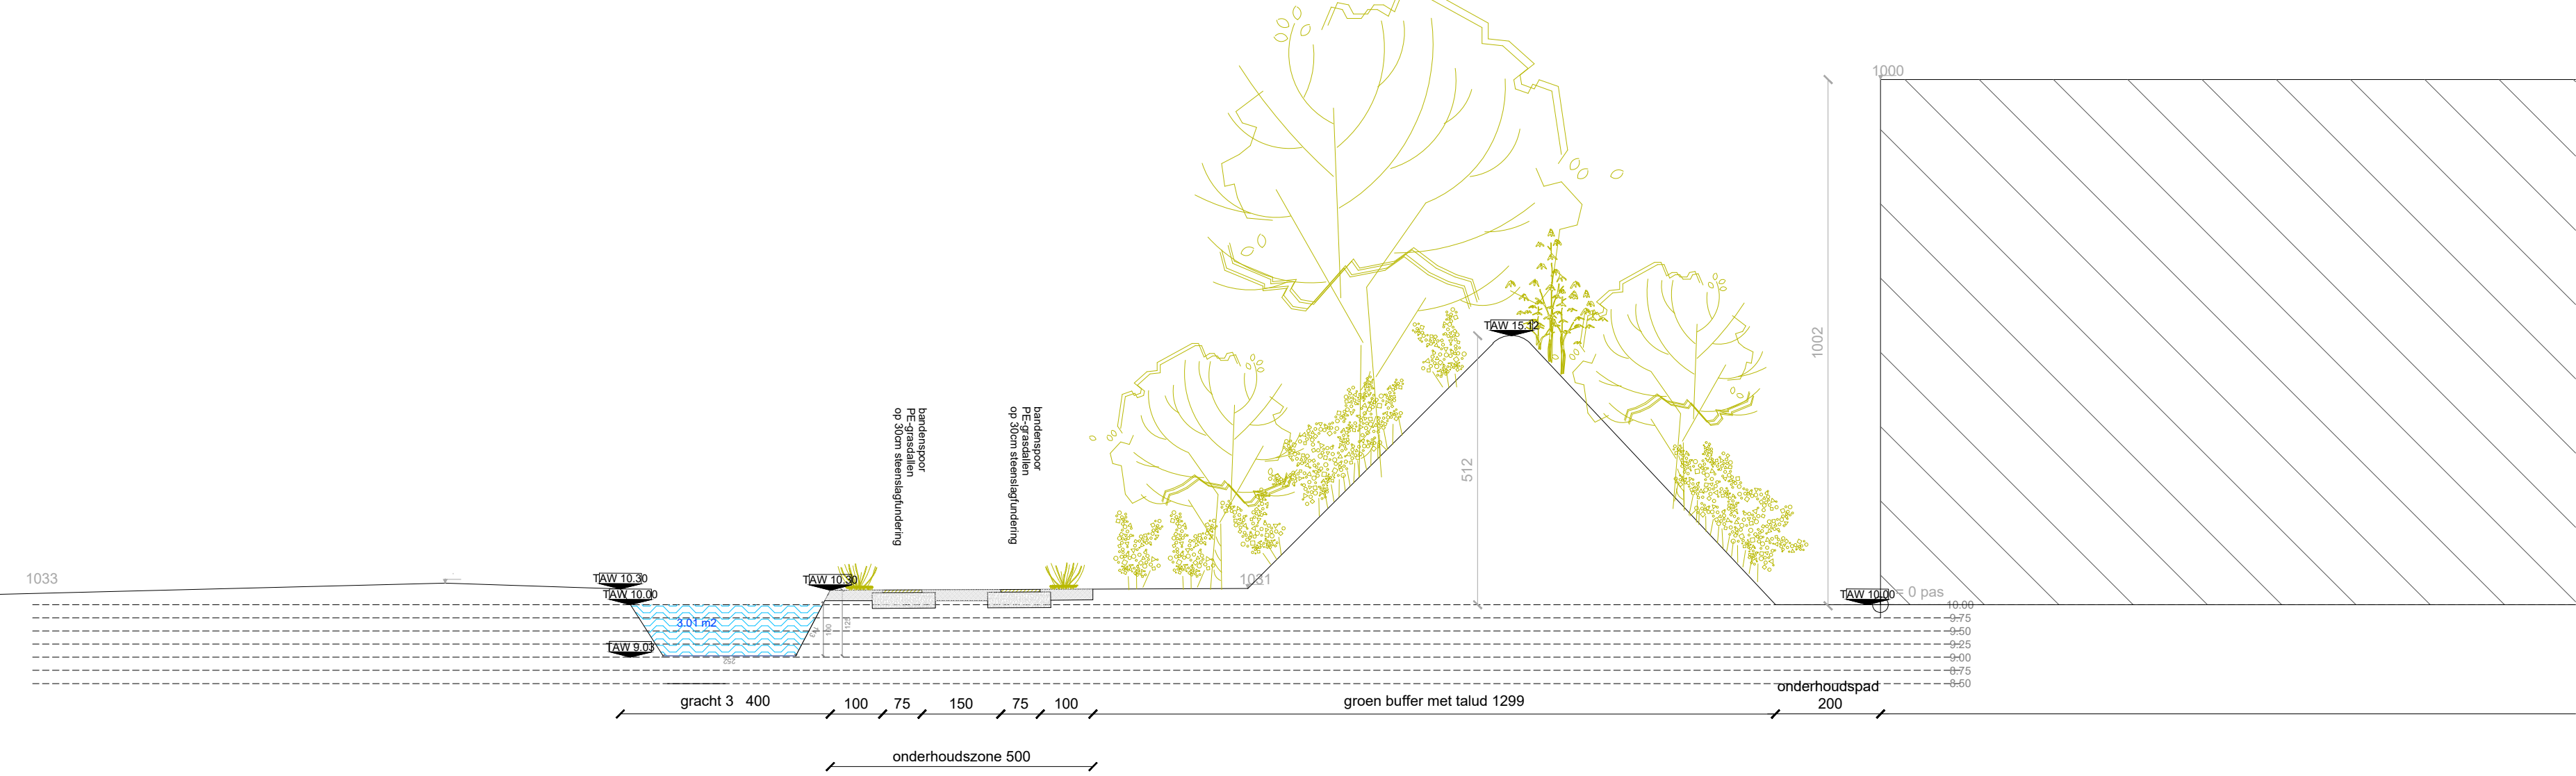 1000
1002
TAW 15.12
512
bandenspoor
PE-grasdallen
op 30cm steenslagfundering
bandenspoor
PE-grasdallen
op 30cm steenslagfundering
1033
TAW 10.30
TAW 10.00
TAW 10.30
1031
TAW 10.00
= 0 pas
3.01 m2
TAW 9.03
100
125
252
10.00
9.75
9.50
9.25
9.00
8.75
8.50
gracht 3 400
100
75
150
75
100
groen buffer met talud 1299
onderhoudspad
200
onderhoudszone 500